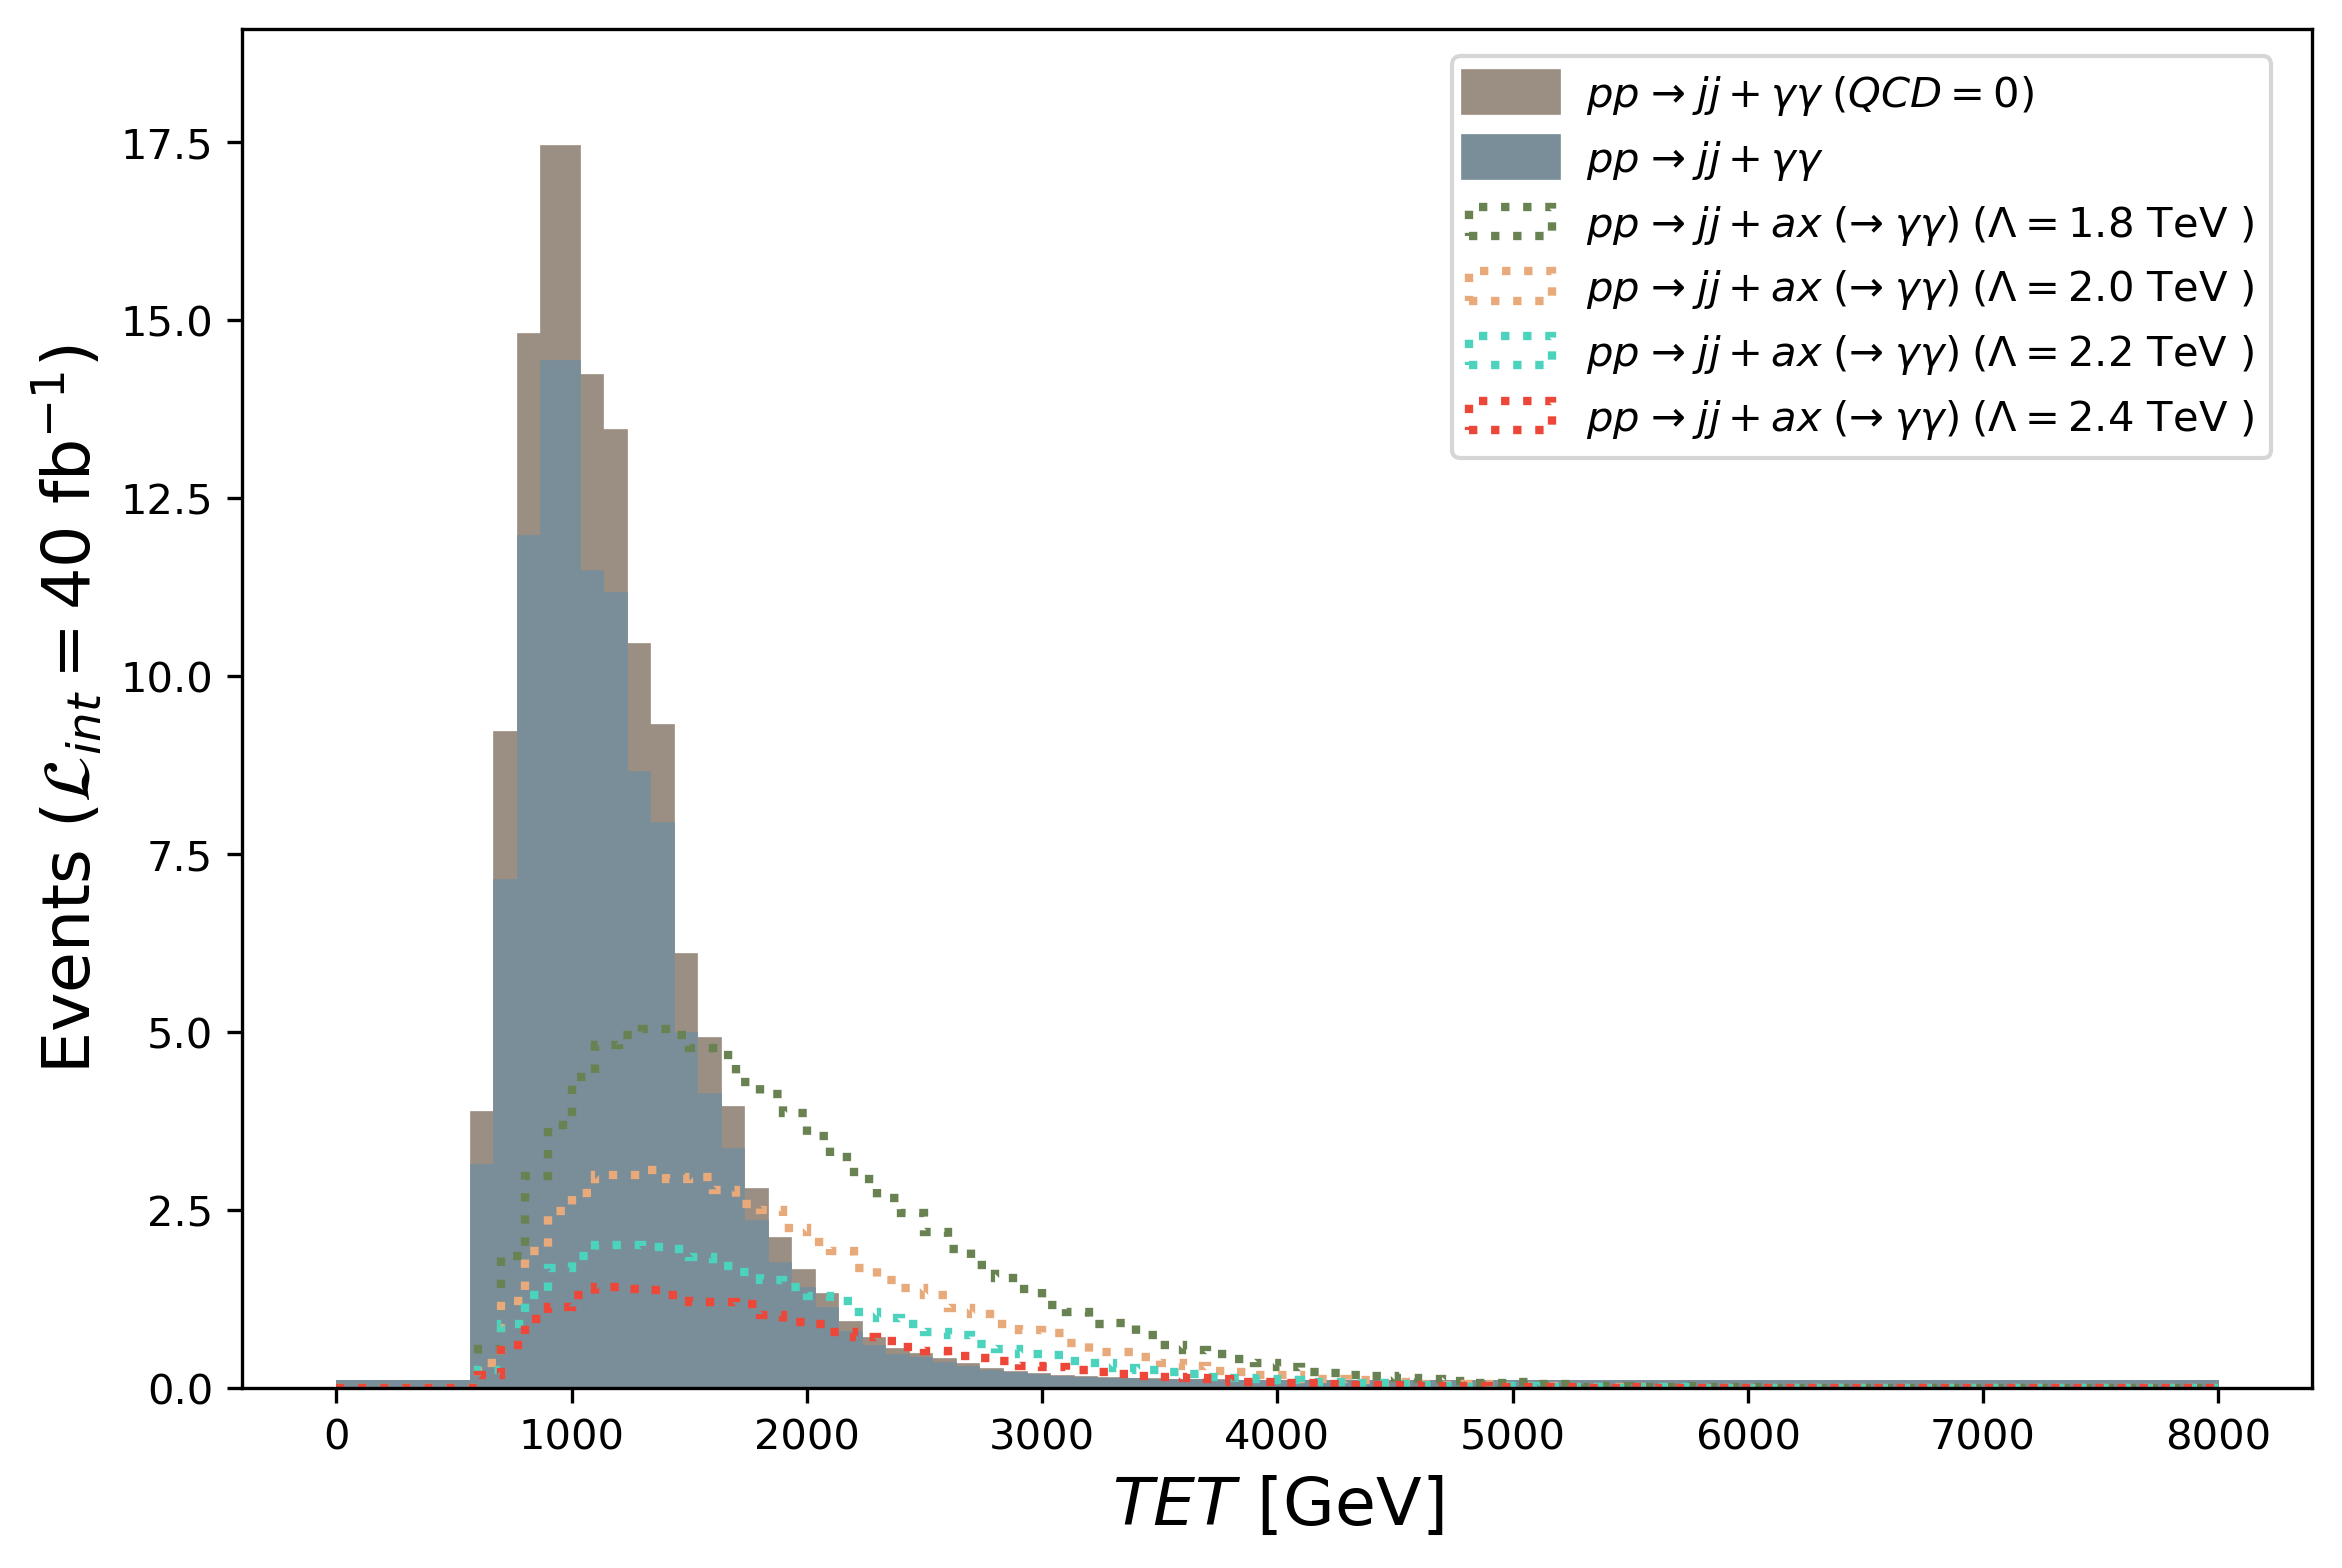 pp → jj + γγ (QCD = 0)
pp → jj + γγ
pp → jj + ax (→ γγ) (Λ = 1.8 TeV )
pp → jj + ax (→ γγ) (Λ = 2.0 TeV )
pp → jj + ax (→ γγ) (Λ = 2.2 TeV )
pp → jj + ax (→ γγ) (Λ = 2.4 TeV )
Events (ℒ_int = 40 fb⁻¹)
17.5
15.0
12.5
10.0
7.5
5.0
2.5
0.0
0 1000 2000 3000 4000 5000 6000 7000 8000
TET [GeV]